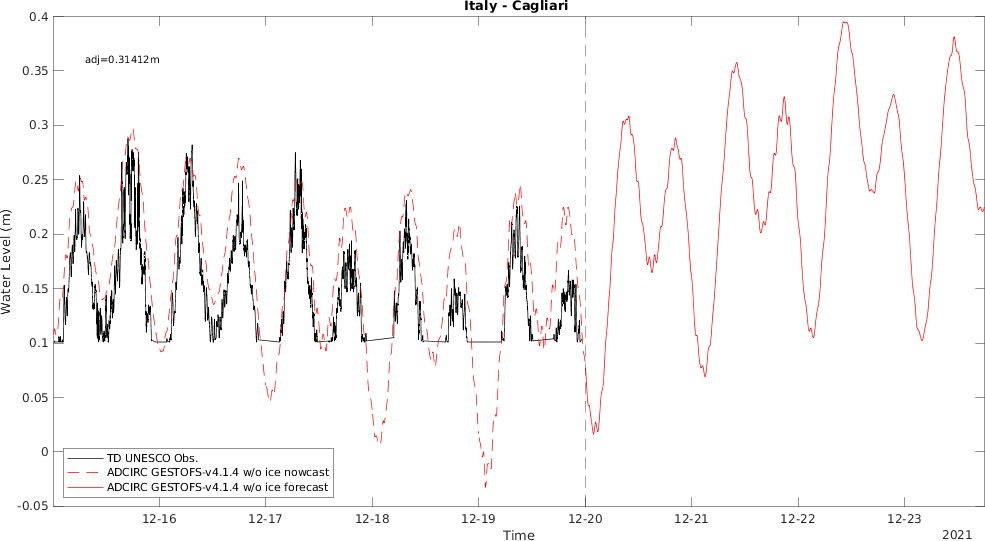 Italy - Cagliari
adj=0.31412m
0.4
0.35
0.3
0.25
0.2
0.15
0.1
0.05
0
-0.05
Water Level (m)
TD UNESCO Obs.
ADCIRC GESTOFS-v4.1.4 w/o ice nowcast
ADCIRC GESTOFS-v4.1.4 w/o ice forecast
12-16 12-17 12-18 12-19 12-20 12-21 12-22 12-23
Time
2021